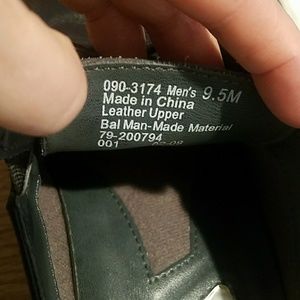 090-3174 Men's 9.5M
Made in China
Leather Upper
Bal Man-Made Material
79-200794
001